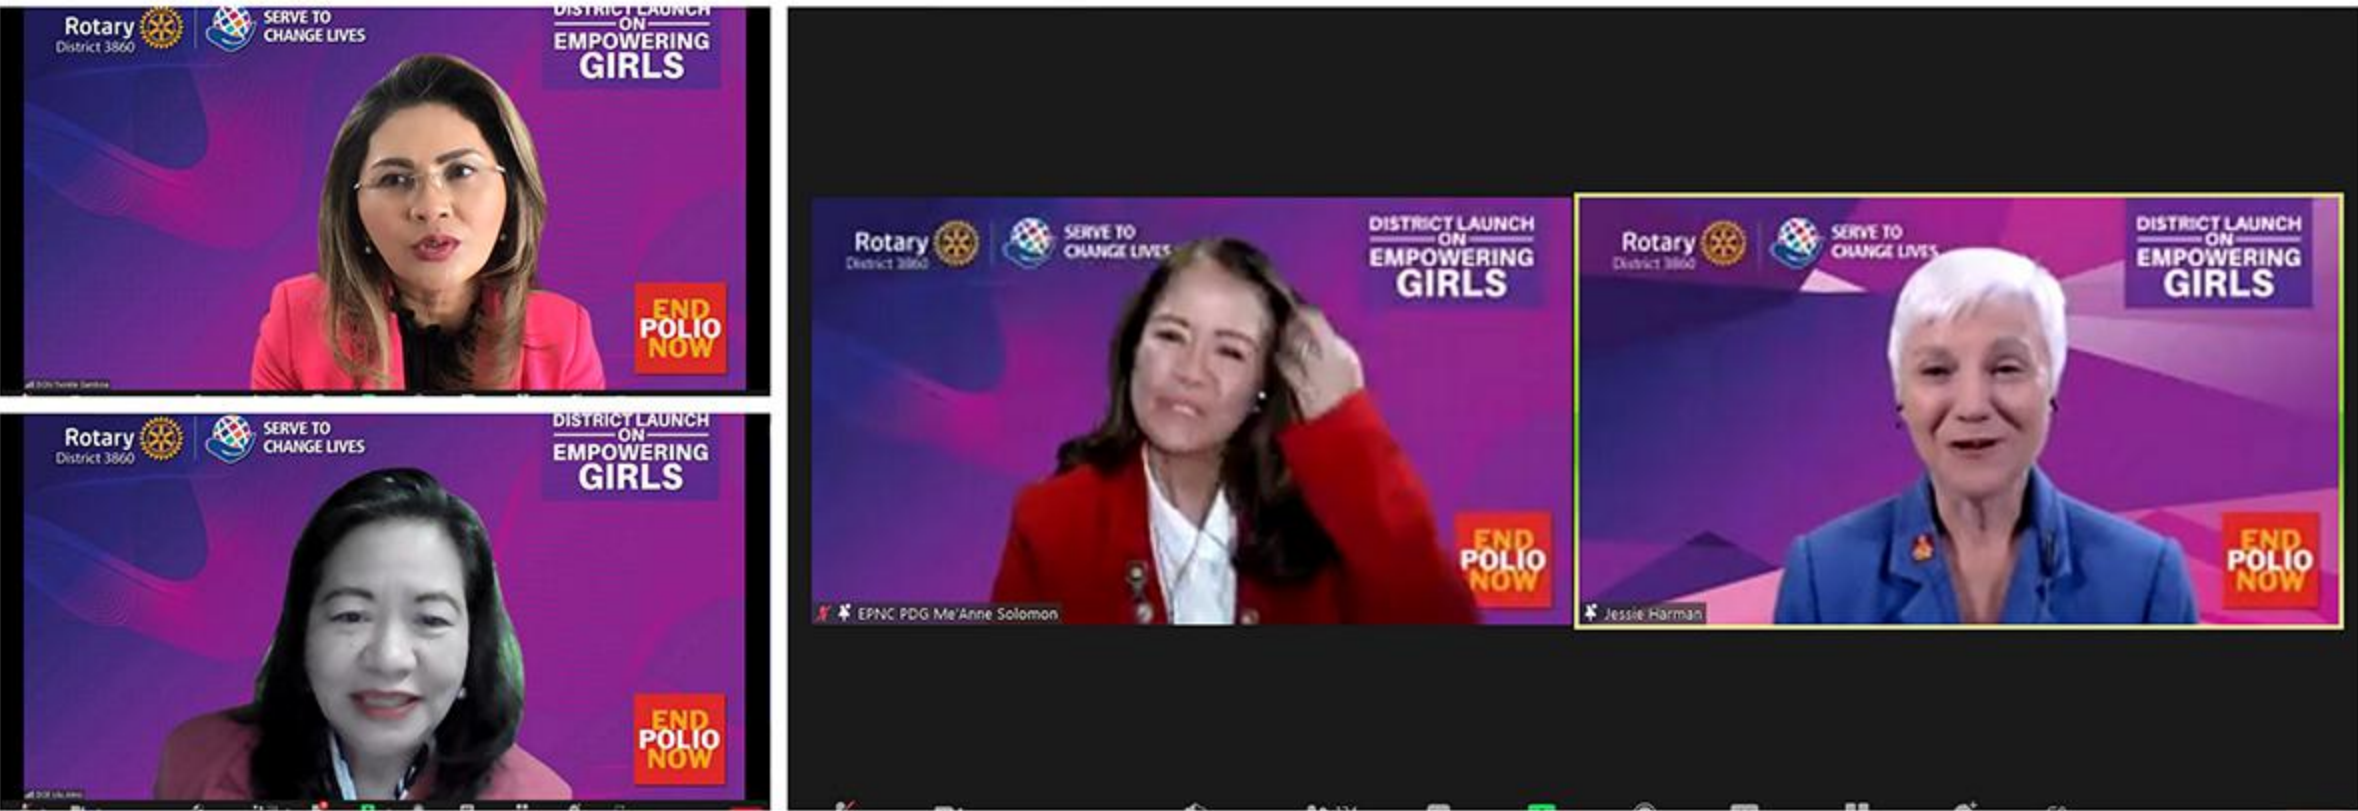 Rotary
District 3860
SERVE TO
CHANGE LIVES
DISTRICT LAUNCH
ON
EMPOWERING
GIRLS
END
POLIO
NOW
Rotary
District 3860
SERVE TO
CHANGE LIVES
DISTRICT LAUNCH
ON
EMPOWERING
GIRLS
END
POLIO
NOW
Rotary
District 3860
SERVE TO
CHANGE LIVES
DISTRICT LAUNCH
ON
EMPOWERING
GIRLS
END
POLIO
NOW
EPNC PDG Me'Anne Solomon
Rotary
District 3860
SERVE TO
CHANGE LIVES
DISTRICT LAUNCH
ON
EMPOWERING
GIRLS
END
POLIO
NOW
Jessie Harman